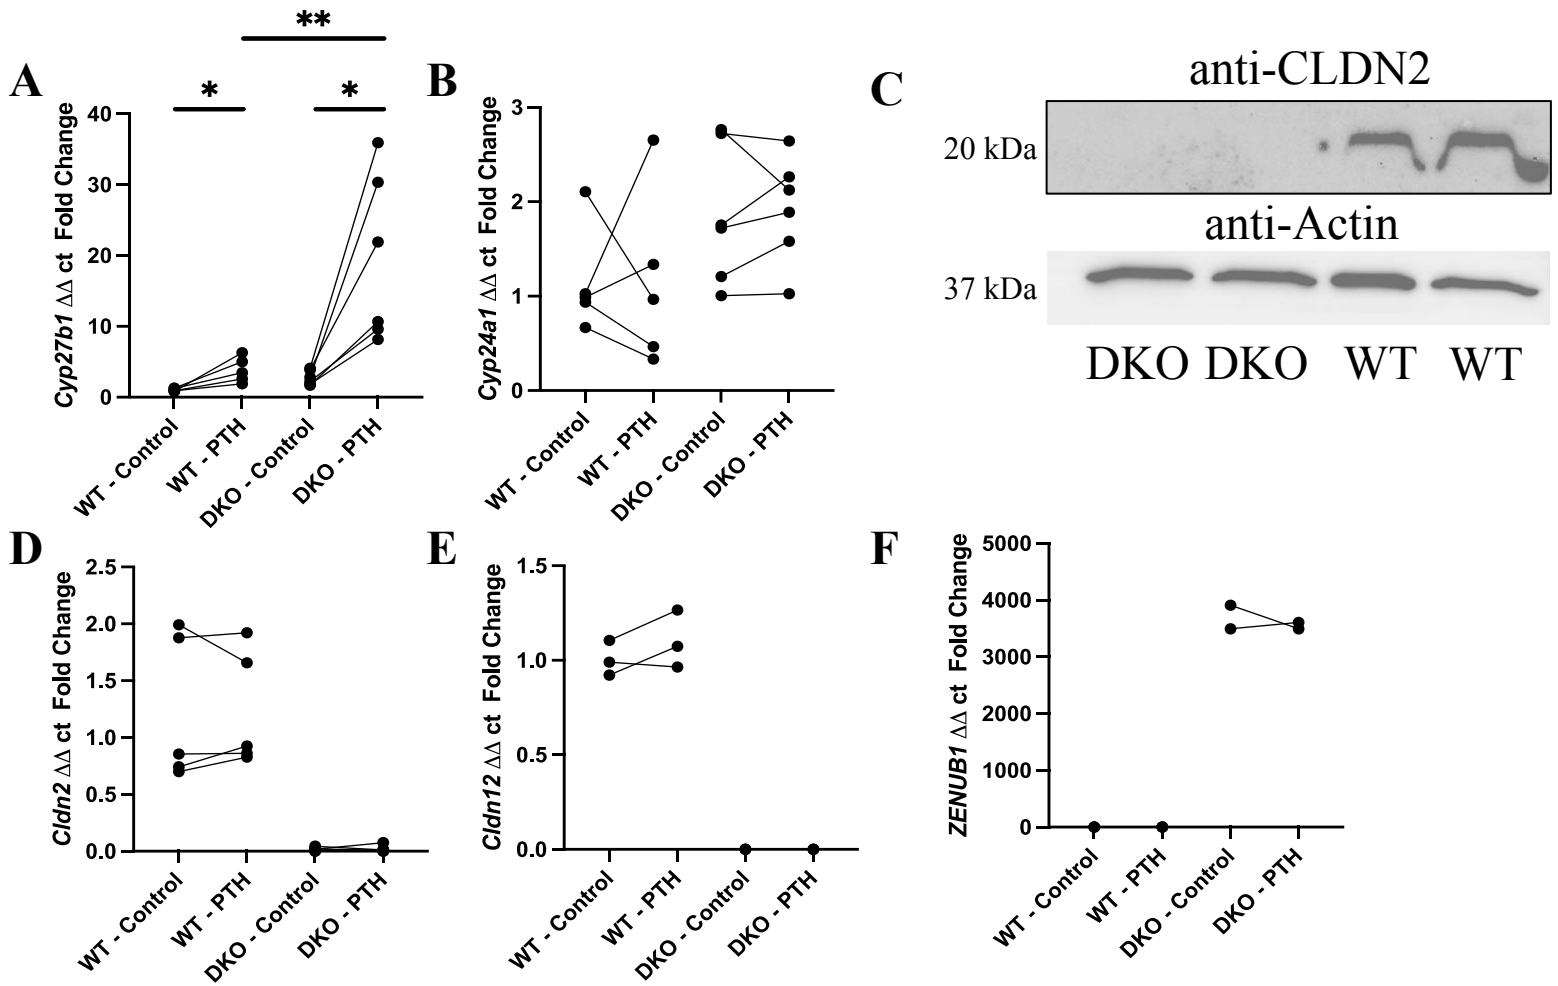 **
A
*
*
Cyp27b1 ΔΔ ct Fold Change
40
30
20
10
0
WT - Control
WT - PTH
DKO - Control
DKO - PTH
B
Cyp24a1 ΔΔ ct Fold Change
3
2
1
0
WT - Control
WT - PTH
DKO - Control
DKO - PTH
C
anti-CLDN2
20 kDa
anti-Actin
37 kDa
DKO DKO WT WT
D
Cldn2 ΔΔ ct Fold Change
2.5
2.0
1.5
1.0
0.5
0.0
WT - Control
WT - PTH
DKO - Control
DKO - PTH
E
Cldn12 ΔΔ ct Fold Change
1.5
1.0
0.5
0.0
WT - Control
WT - PTH
DKO - Control
DKO - PTH
F
ZENUB1 ΔΔ ct Fold Change
5000
4000
3000
2000
1000
0
WT - Control
WT - PTH
DKO - Control
DKO - PTH